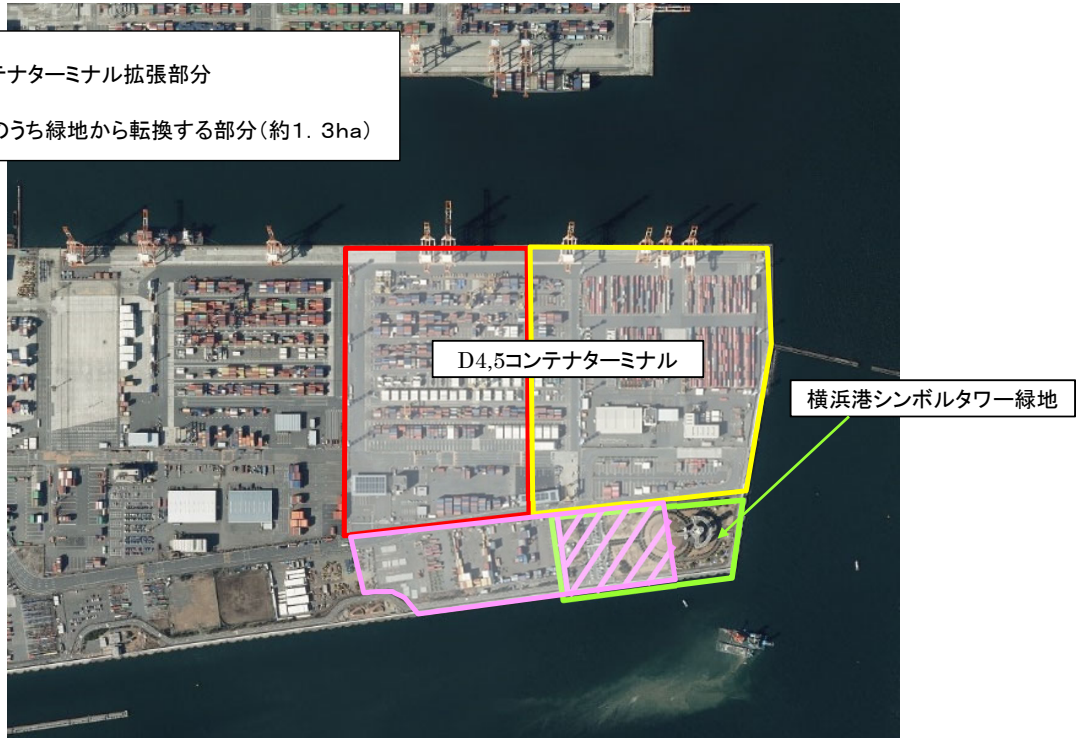 テナターミナル拡張部分
のうち緑地から転換する部分(約1．3ha)
D4,5コンテナターミナル
横浜港シンボルタワー緑地